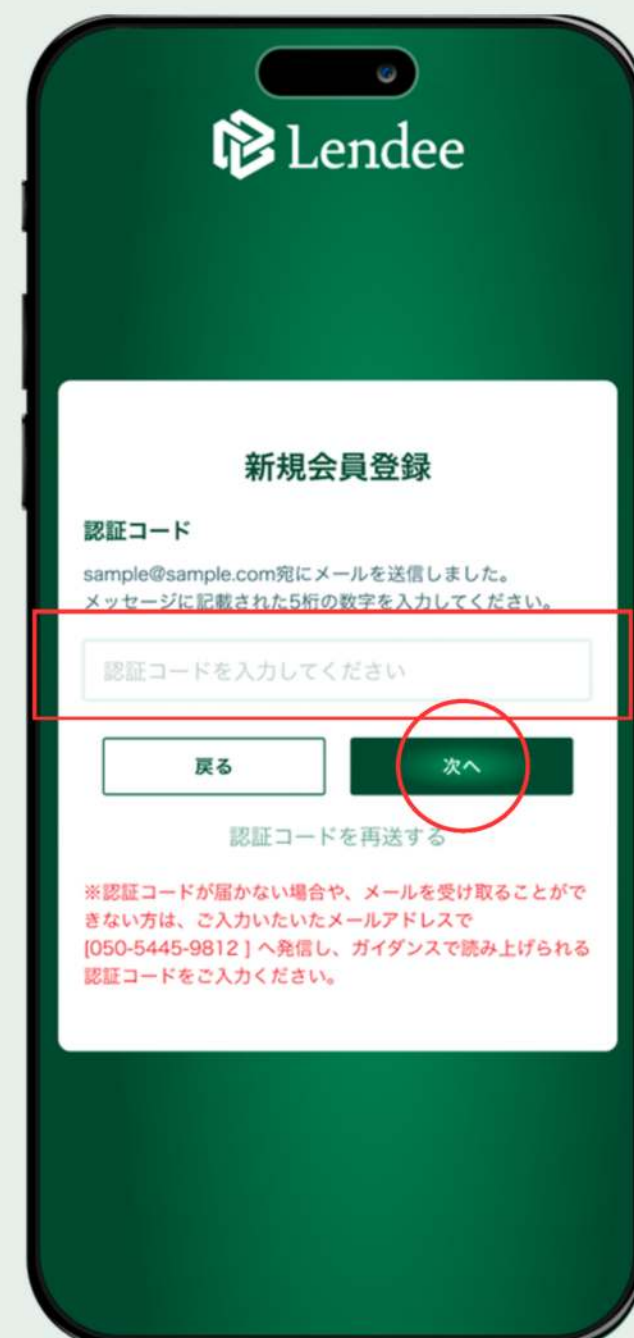 Lendee
新規会員登録
認証コード
sample@sample.com宛にメールを送信しました。
メッセージに記載された5桁の数字を入力してください。
認証コードを入力してください
戻る
次へ
認証コードを再送する
※認証コードが届かない場合や、メールを受け取ることがで
きない方は、ご入力いたいたメールアドレスで
[050-5445-9812 ] へ発信し、ガイダンスで読み上げられる
認証コードをご入力ください。